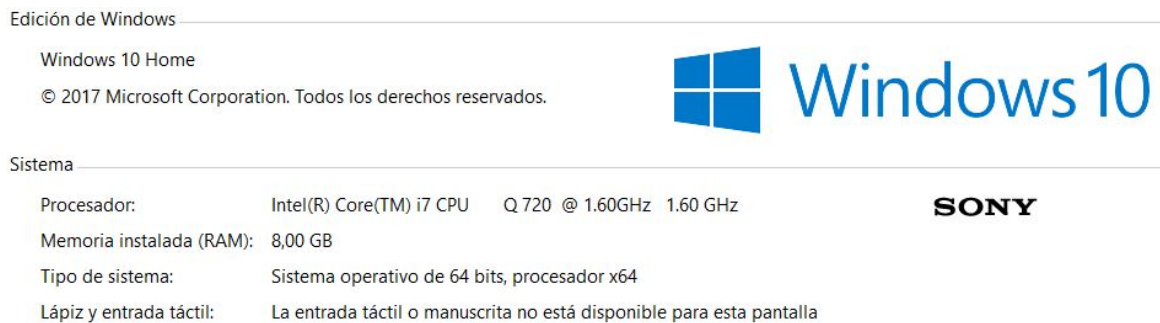 Edición de Windows
Windows 10 Home
© 2017 Microsoft Corporation. Todos los derechos reservados.
Windows 10
Sistema
Procesador: Intel(R) Core(TM) i7 CPU Q 720 @ 1.60GHz 1.60 GHz
SONY
Memoria instalada (RAM): 8,00 GB
Tipo de sistema: Sistema operativo de 64 bits, procesador x64
Lápiz y entrada táctil: La entrada táctil o manuscrita no está disponible para esta pantalla